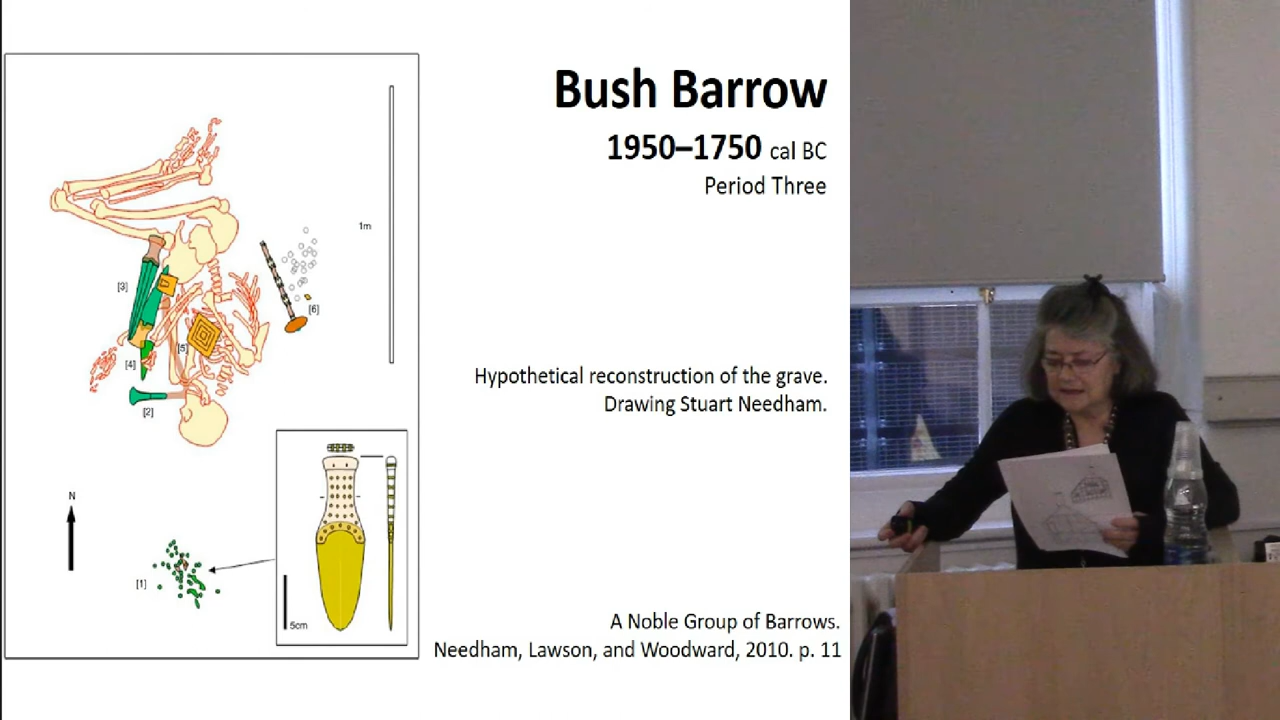 Bush Barrow
1950–1750 cal BC
Period Three
1m
[3]
[6]
[5]
[4]
[2]
Hypothetical reconstruction of the grave.
Drawing Stuart Needham.
N
[1]
5cm
A Noble Group of Barrows.
Needham, Lawson, and Woodward, 2010. p. 11